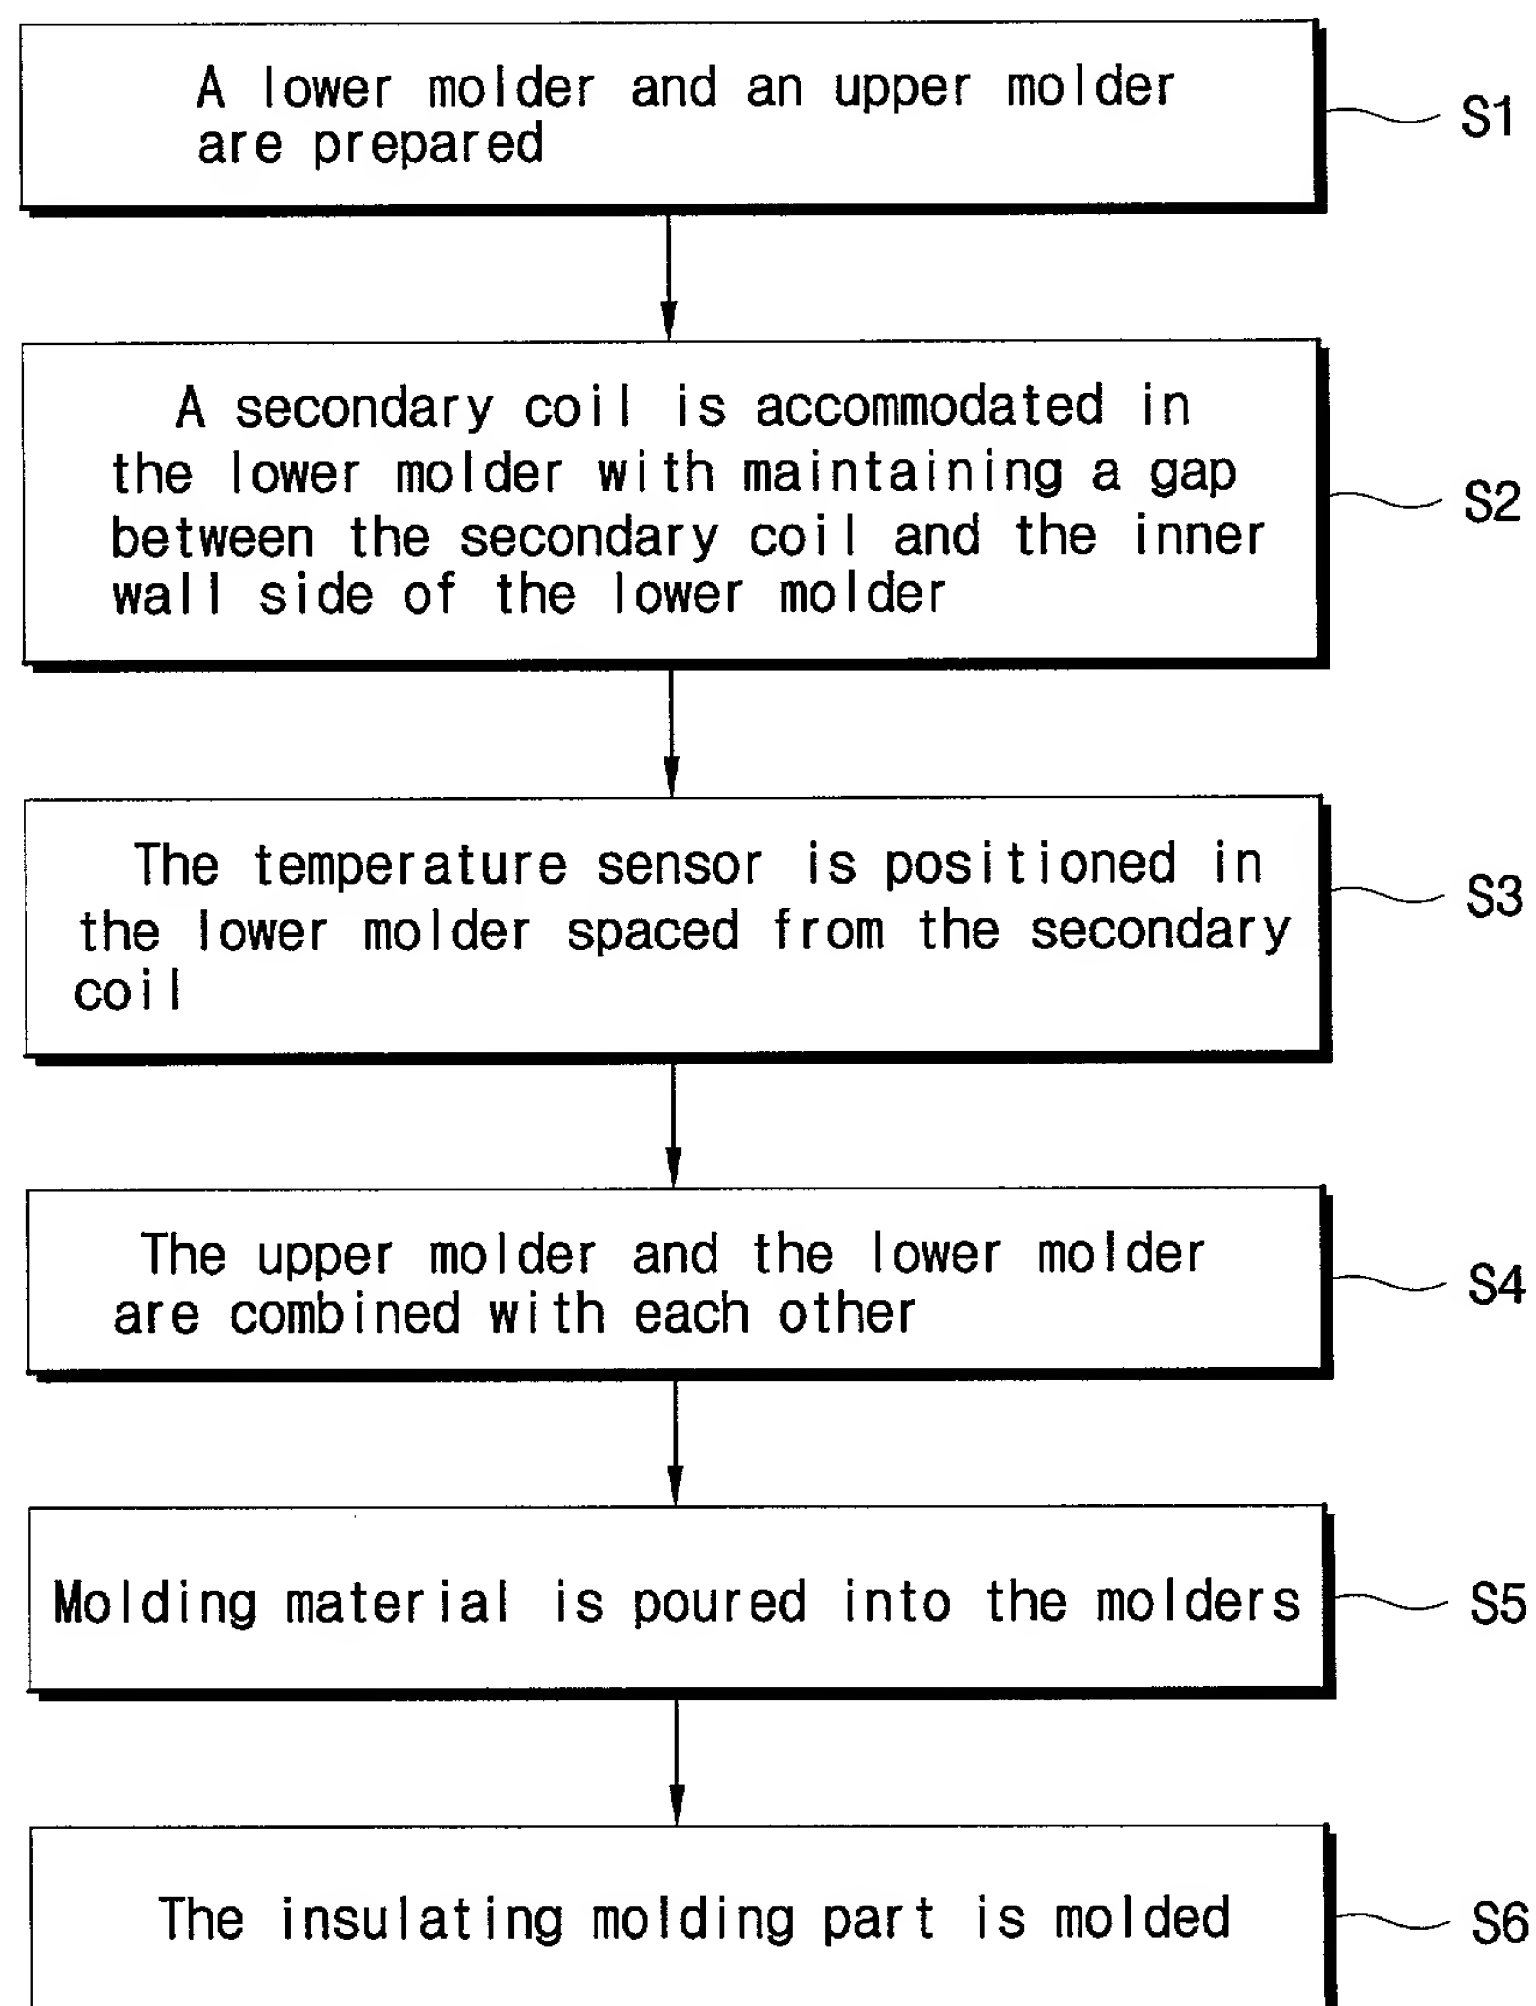 A lower molder and an upper molder
are prepared
S1
A secondary coil is accommodated in
the lower molder with maintaining a gap
between the secondary coil and the inner
wall side of the lower molder
S2
The temperature sensor is positioned in
the lower molder spaced from the secondary
coil
S3
The upper molder and the lower molder
are combined with each other
S4
Molding material is poured into the molders
S5
The insulating molding part is molded
S6